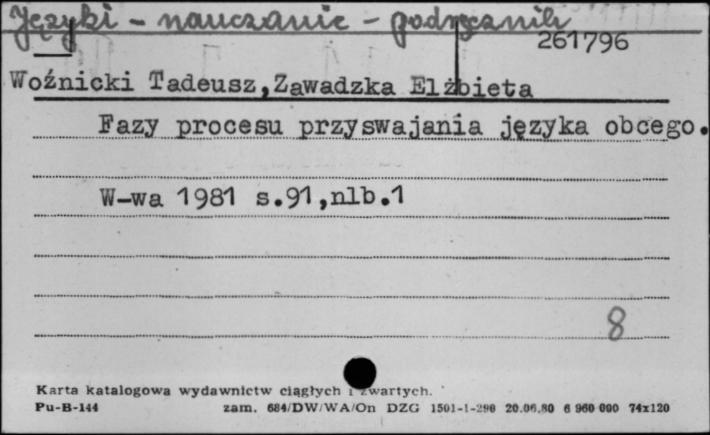 Języki - nauczanie - podręczniki
261796
Woźnicki Tadeusz,Zawadzka Elżbieta
Fazy procesu przyswajania języka obcego.
W-wa 1981 s.91,nlb.1
8
Karta katalogowa wydawnictw ciągłych i zwartych.
Pu-B-144 zam. 684/DW/WA/On DZG 1501-1-290 20.06.80 6 960 000 74x120